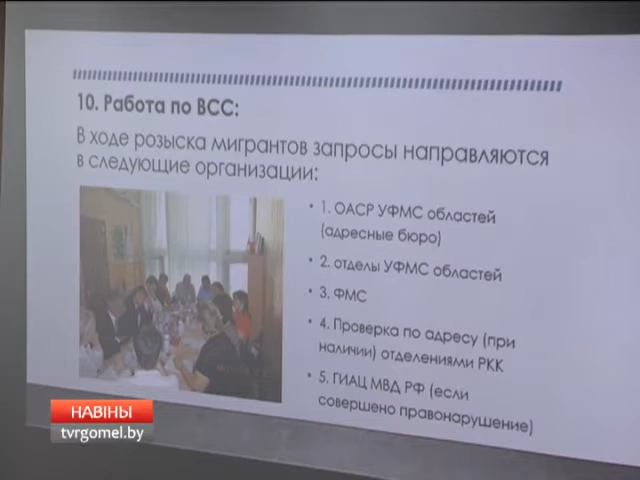 10. Работа по ВСС:
В ходе розыска мигрантов запросы направляются
в следующие организации:
• 1. ОАСР УФМС областей
(адресные бюро)
• 2. отделы УФМС областей
• 3. ФМС
• 4. Проверка по адресу (при
наличии) отделениями РКК
• 5. ГИАЦ МВД РФ (если
совершено правонарушение)
НАВІНЫ
tvrgomel.by